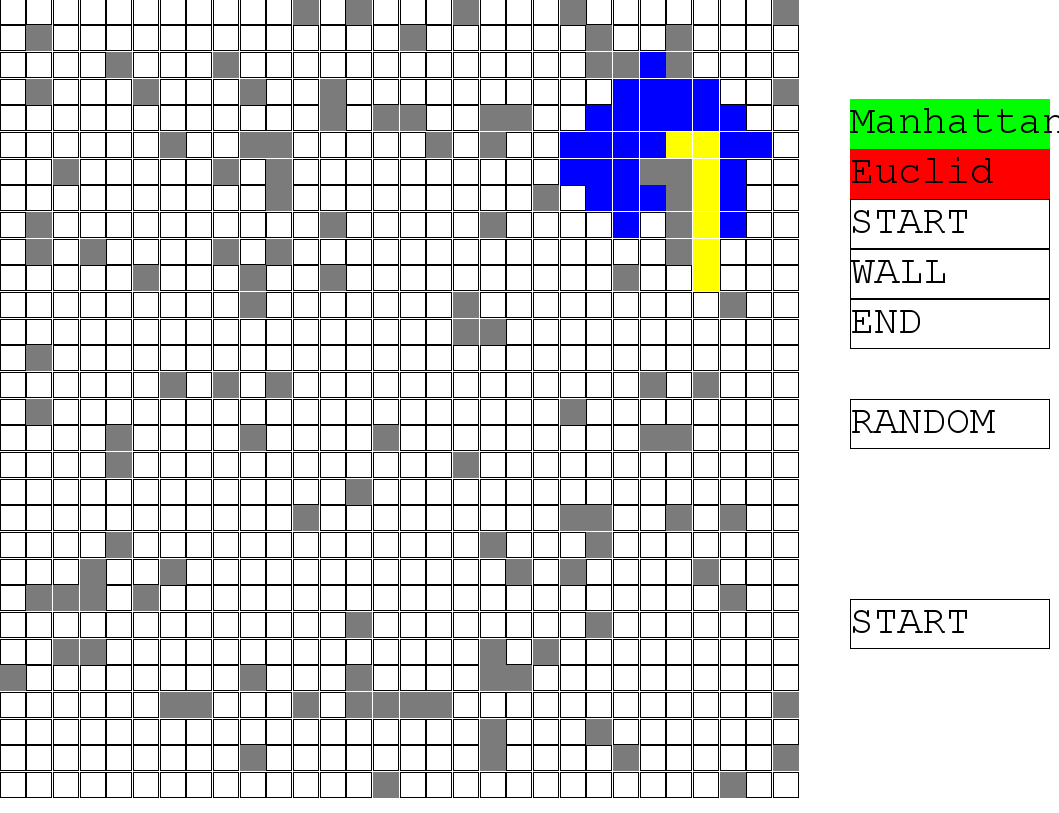 Manhattan
Euclid
START
WALL
END
RANDOM
START